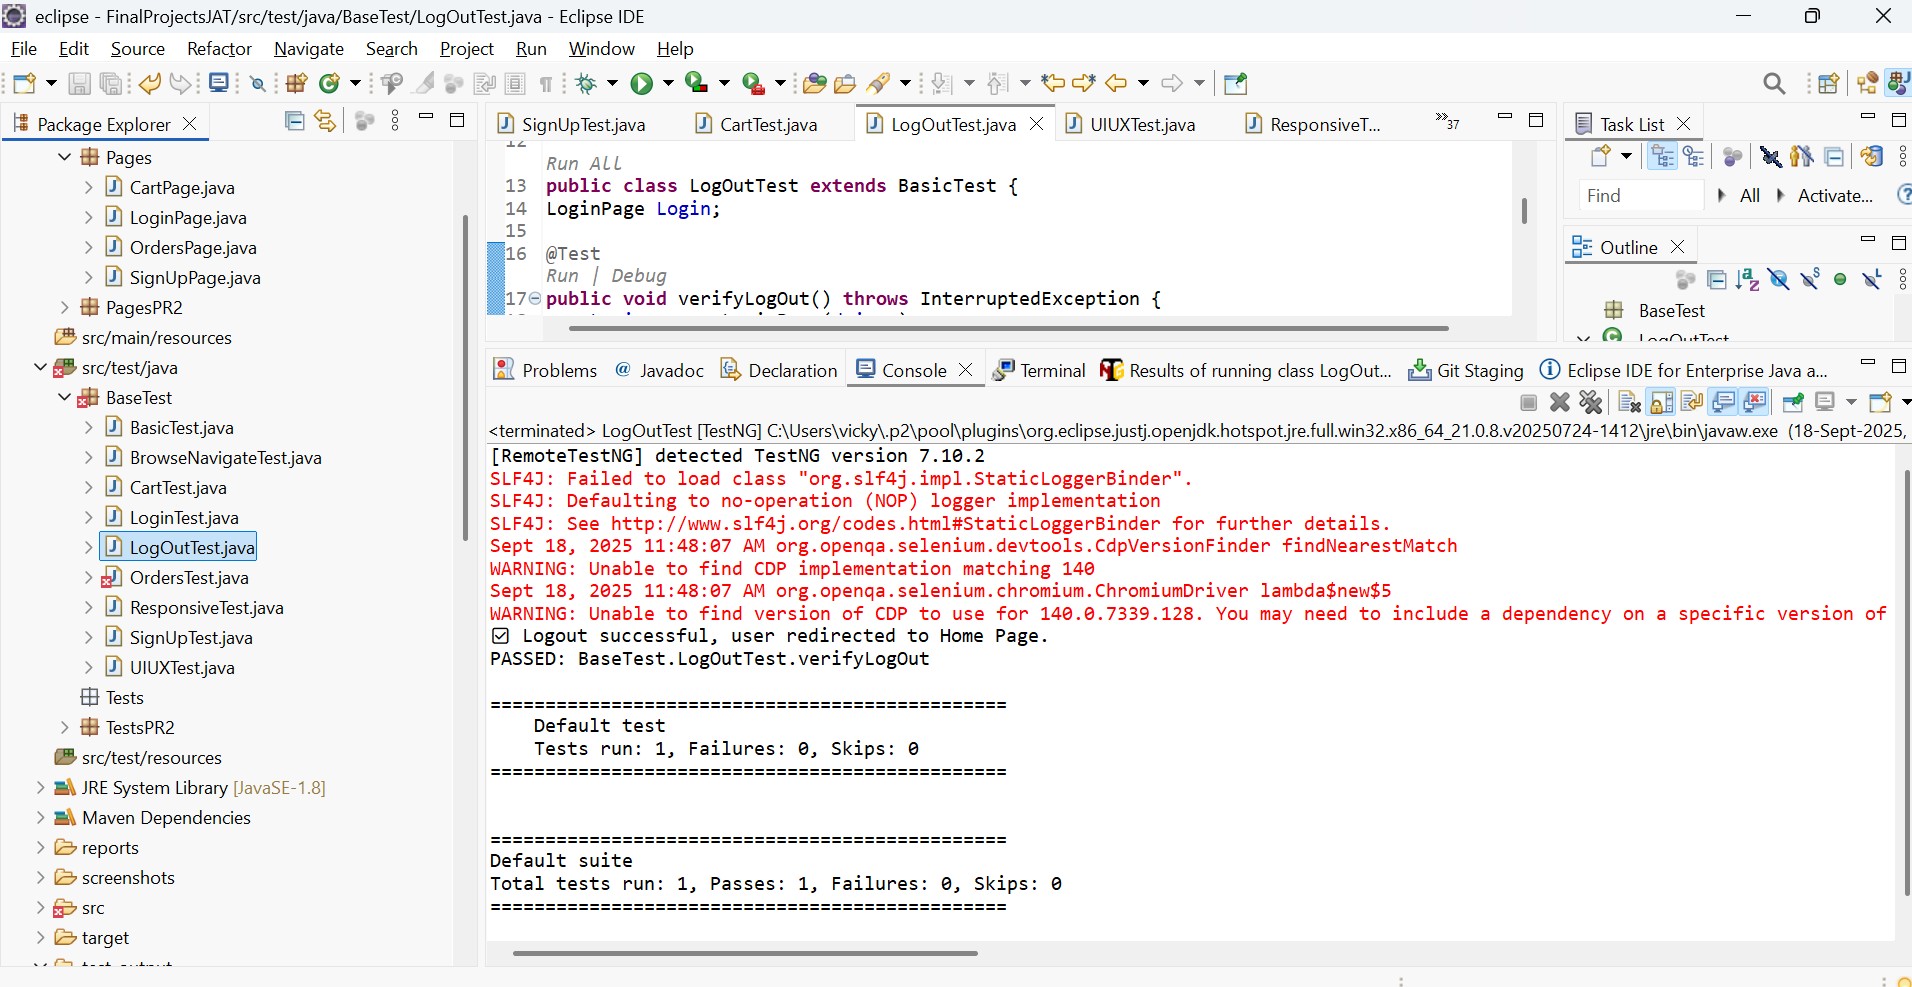 eclipse - FinalProjectsJAT/src/test/java/BaseTest/LogOutTest.java - Eclipse IDE
File Edit Source Refactor Navigate Search Project Run Window Help
Package Explorer
Pages
CartPage.java
LoginPage.java
OrdersPage.java
SignUpPage.java
PagesPR2
src/main/resources
src/test/java
BaseTest
BasicTest.java
BrowseNavigateTest.java
CartTest.java
LoginTest.java
LogOutTest.java
OrdersTest.java
ResponsiveTest.java
SignUpTest.java
UIUXTest.java
Tests
TestsPR2
src/test/resources
JRE System Library [JavaSE-1.8]
Maven Dependencies
reports
screenshots
src
target
SignUpTest.java CartTest.java LogOutTest.java UIUXTest.java ResponsiveT... »37
12
Run All
13 public class LogOutTest extends BasicTest {
14 LoginPage Login;
15
16 @Test
Run | Debug
17 public void verifyLogOut() throws InterruptedException {
Task List
Find All Activate...
Outline
BaseTest
LogOutTest
Problems @ Javadoc Declaration Console Terminal Results of running class LogOut... Git Staging Eclipse IDE for Enterprise Java a...
<terminated> LogOutTest [TestNG] C:\Users\vicky\.p2\pool\plugins\org.eclipse.justj.openjdk.hotspot.jre.full.win32.x86_64_21.0.8.v20250724-1412\jre\bin\javaw.exe (18-Sept-2025,
[RemoteTestNG] detected TestNG version 7.10.2
SLF4J: Failed to load class "org.slf4j.impl.StaticLoggerBinder".
SLF4J: Defaulting to no-operation (NOP) logger implementation
SLF4J: See http://www.slf4j.org/codes.html#StaticLoggerBinder for further details.
Sept 18, 2025 11:48:07 AM org.openqa.selenium.devtools.CdpVersionFinder findNearestMatch
WARNING: Unable to find CDP implementation matching 140
Sept 18, 2025 11:48:07 AM org.openqa.selenium.chromium.ChromiumDriver lambda$new$5
WARNING: Unable to find version of CDP to use for 140.0.7339.128. You may need to include a dependency on a specific version of
☑ Logout successful, user redirected to Home Page.
PASSED: BaseTest.LogOutTest.verifyLogOut
===============================================
Default test
Tests run: 1, Failures: 0, Skips: 0
===============================================
===============================================
Default suite
Total tests run: 1, Passes: 1, Failures: 0, Skips: 0
===============================================